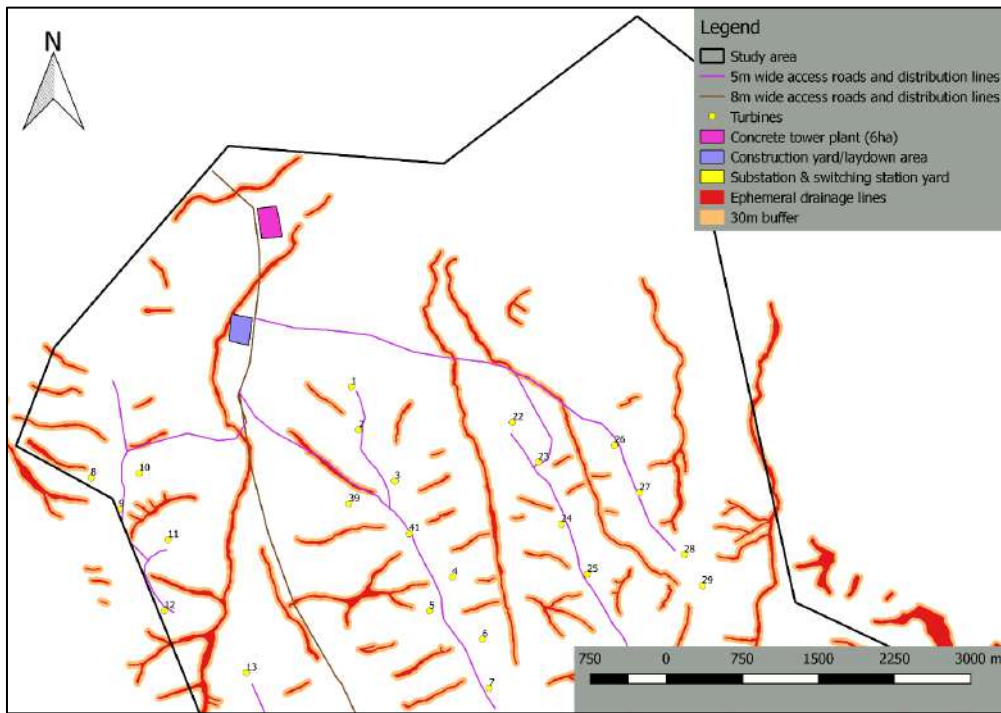 N
Legend
Study area
5m wide access roads and distribution lines
8m wide access roads and distribution lines
Turbines
Concrete tower plant (6ha)
Construction yard/laydown area
Substation & switching station yard
Ephemeral drainage lines
30m buffer
1
2
22
26
23
3
8
10
27
39
9
41
24
11
28
4
25
29
12
5
6
13
7
750 0 750 1500 2250 3000 m